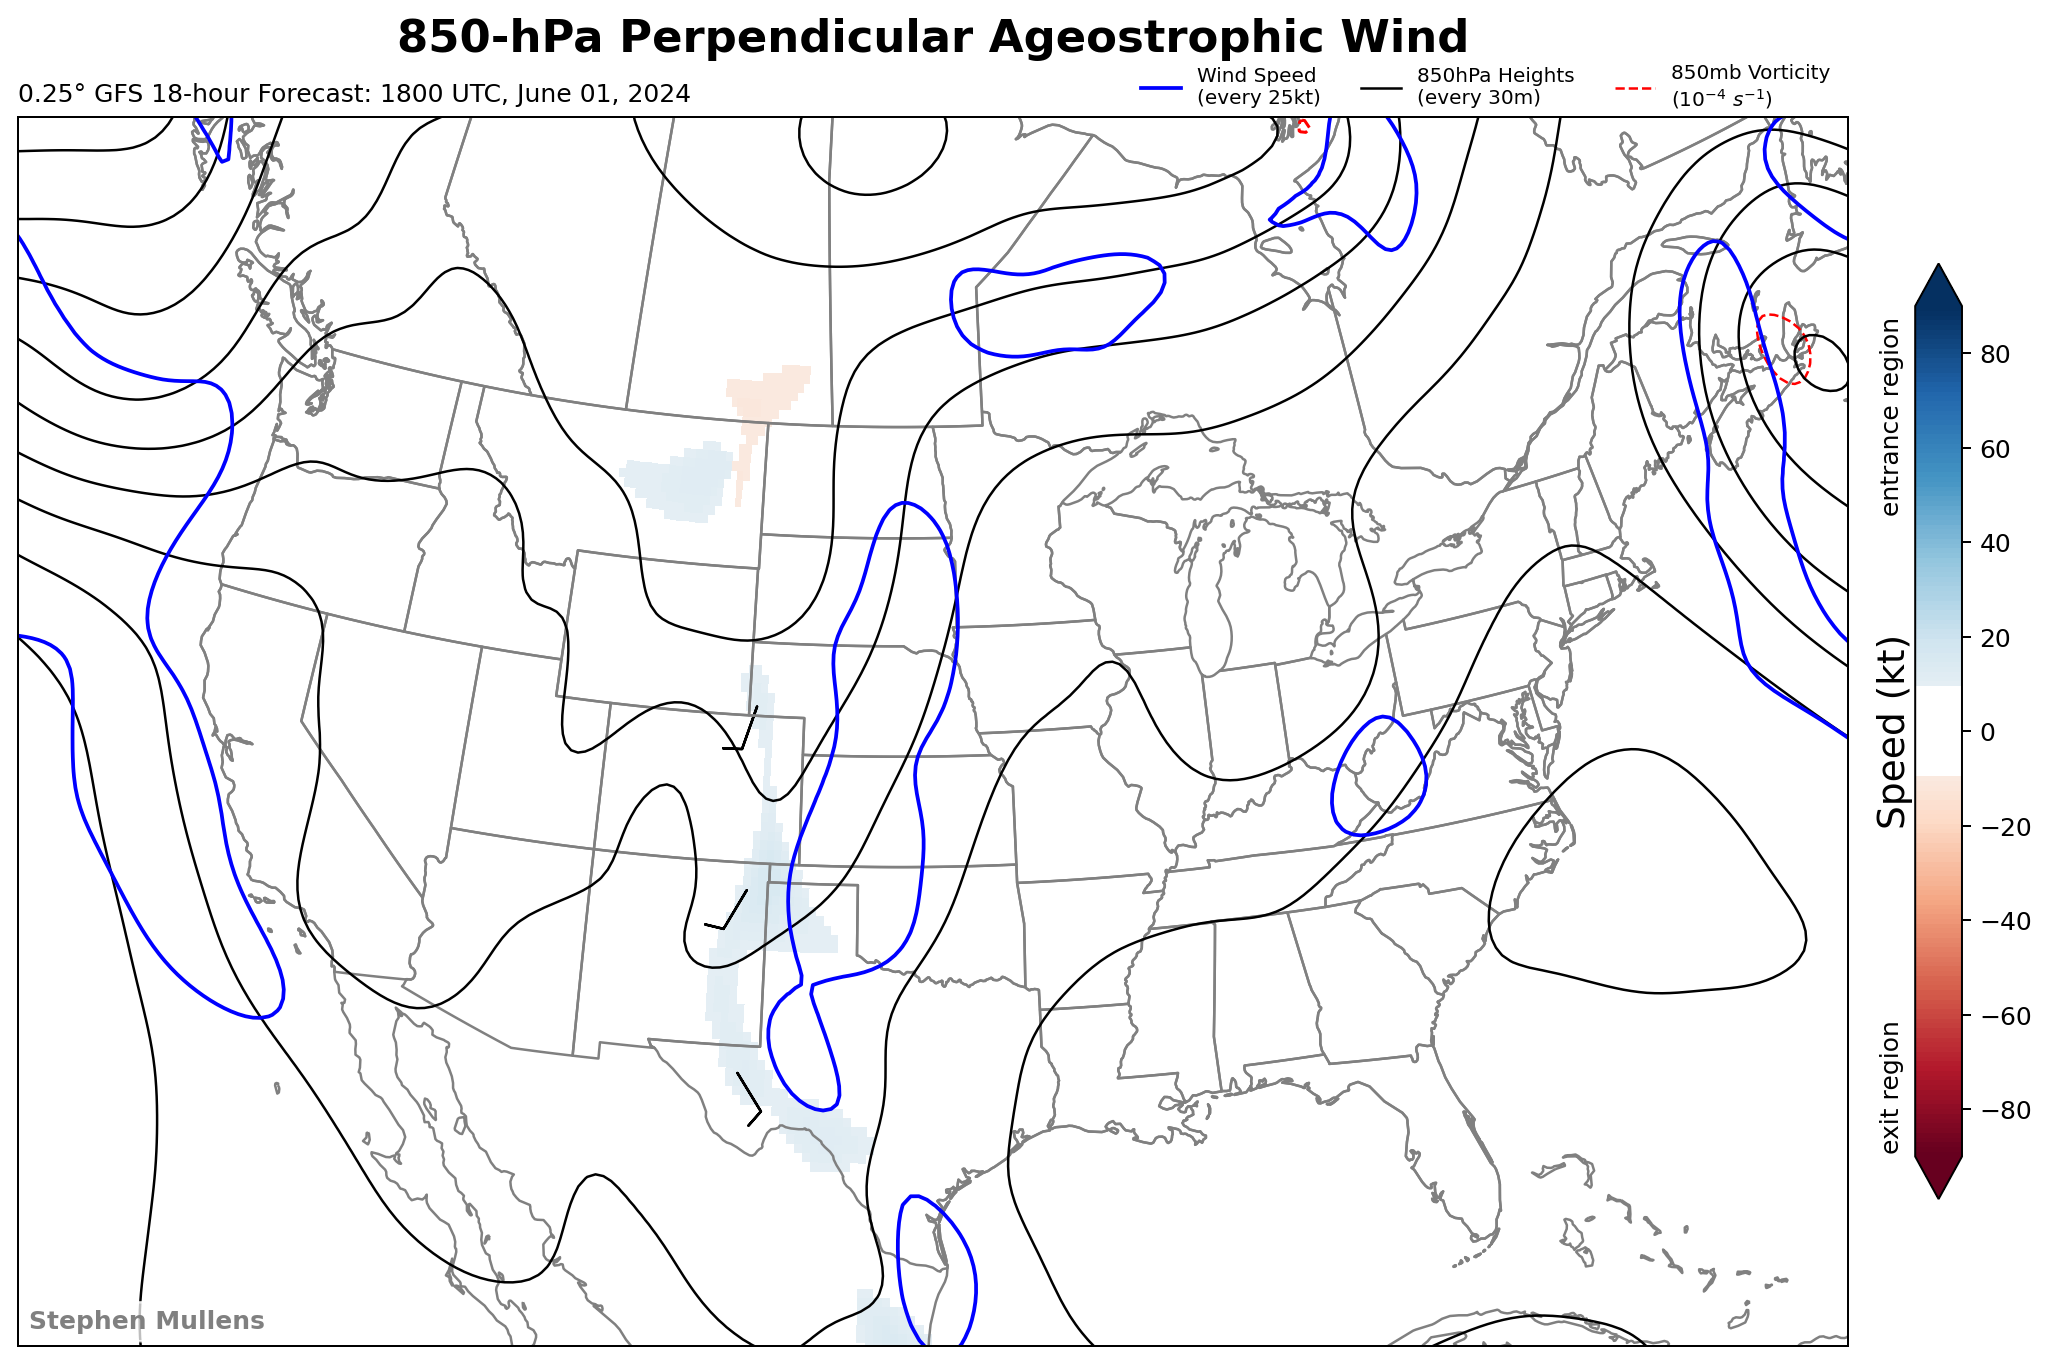 850-hPa Perpendicular Ageostrophic Wind
0.25° GFS 18-hour Forecast: 1800 UTC, June 01, 2024
Wind Speed
(every 25kt)
850hPa Heights
(every 30m)
850mb Vorticity
(10⁻⁴ s⁻¹)
entrance region
Speed (kt)
exit region
80
60
40
20
0
−20
−40
−60
−80
Stephen Mullens